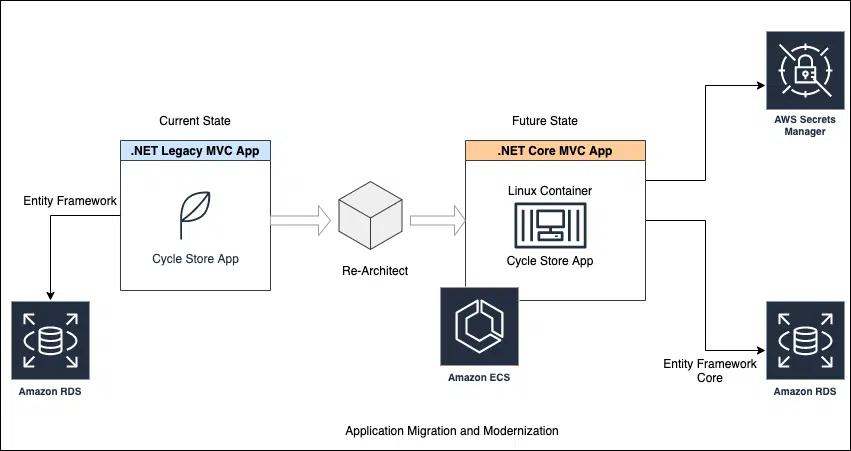 Current State
Future State
AWS Secrets
Manager
.NET Legacy MVC App
.NET Core MVC App
Linux Container
Entity Framework
Cycle Store App
Cycle Store App
Re-Architect
Amazon ECS
Entity Framework
Core
Amazon RDS
Amazon RDS
Application Migration and Modernization